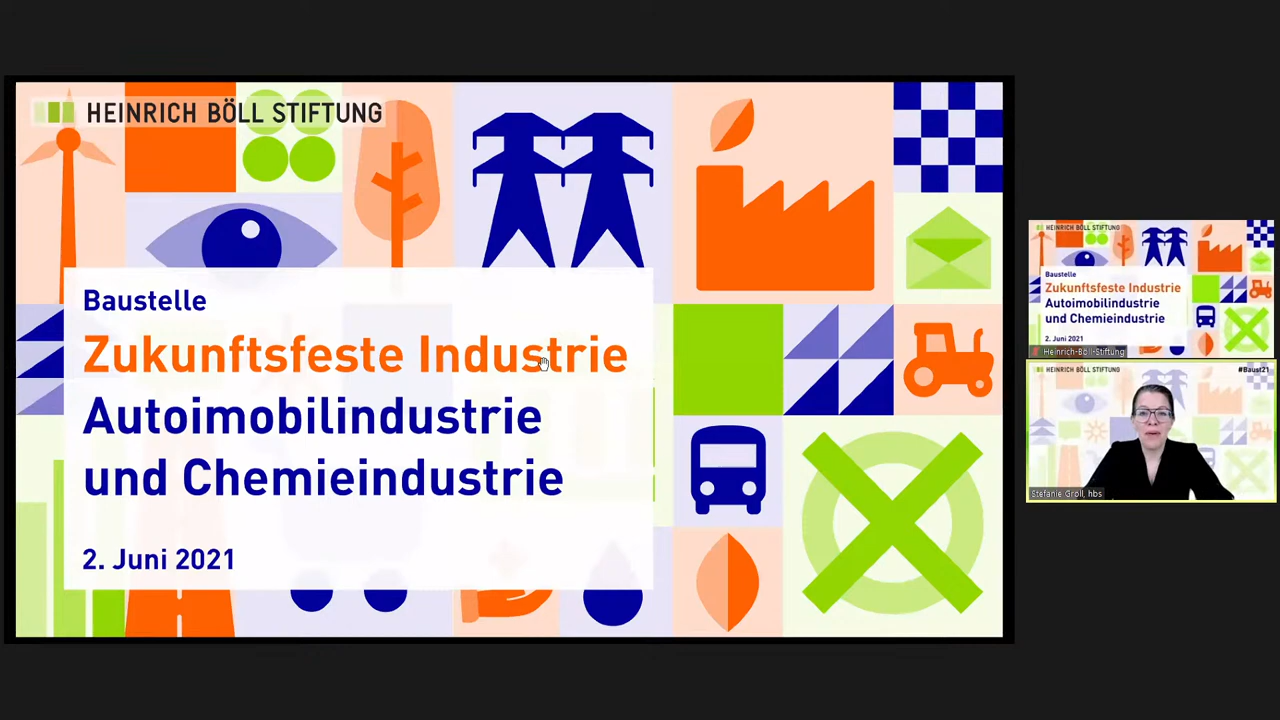 HEINRICH BÖLL STIFTUNG
Baustelle
Zukunftsfeste Industrie
Autoimobilindustrie
und Chemieindustrie
2. Juni 2021
HEINRICH BÖLL STIFTUNG
Baustelle
Zukunftsfeste Industrie
Autoimobilindustrie
und Chemieindustrie
2. Juni 2021
Heinrich-Böll-Stiftung
HEINRICH BÖLL STIFTUNG
#Baust21
Stefanie Groll, hbs